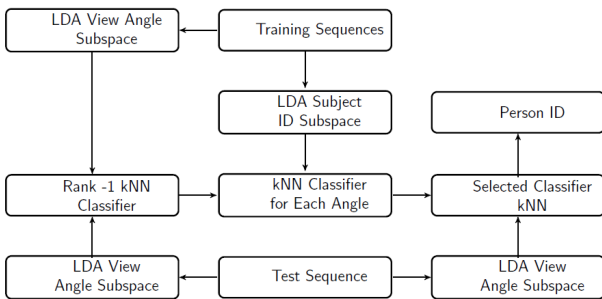 LDA View Angle
Subspace
Training Sequences
LDA Subject
ID Subspace
Person ID
Rank -1 kNN
Classifier
kNN Classifier
for Each Angle
Selected Classifier
kNN
LDA View
Angle Subspace
Test Sequence
LDA View
Angle Subspace